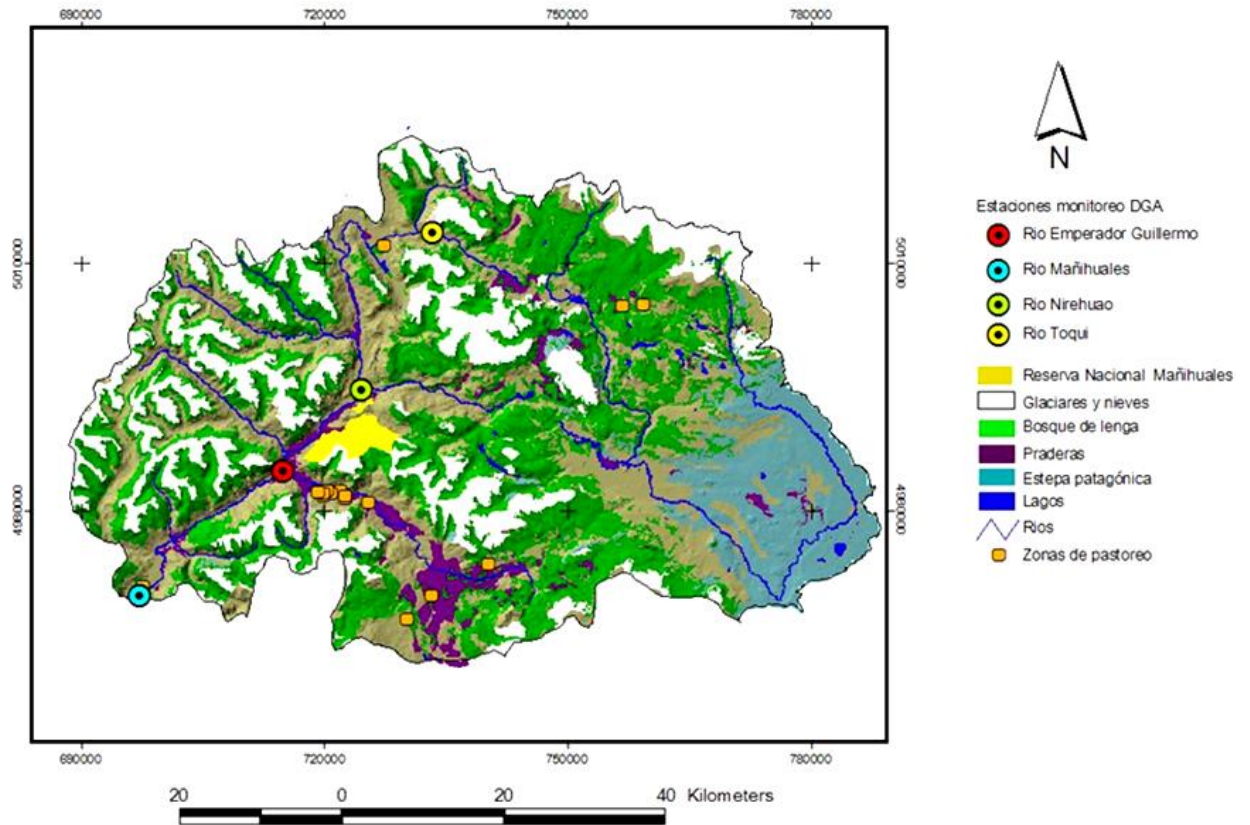 690000 720000 750000 780000
5010000
5010000
4980000
4980000
690000 720000 750000 780000
20 0 20 40 Kilometers
N
Estaciones monitoreo DGA
Rio Emperador Guillermo
Rio Mañihuales
Rio Nirehuao
Rio Toqui
Reserva Nacional Mañihuales
Glaciares y nieves
Bosque de lenga
Praderas
Estepa patagónica
Lagos
Rios
Zonas de pastoreo